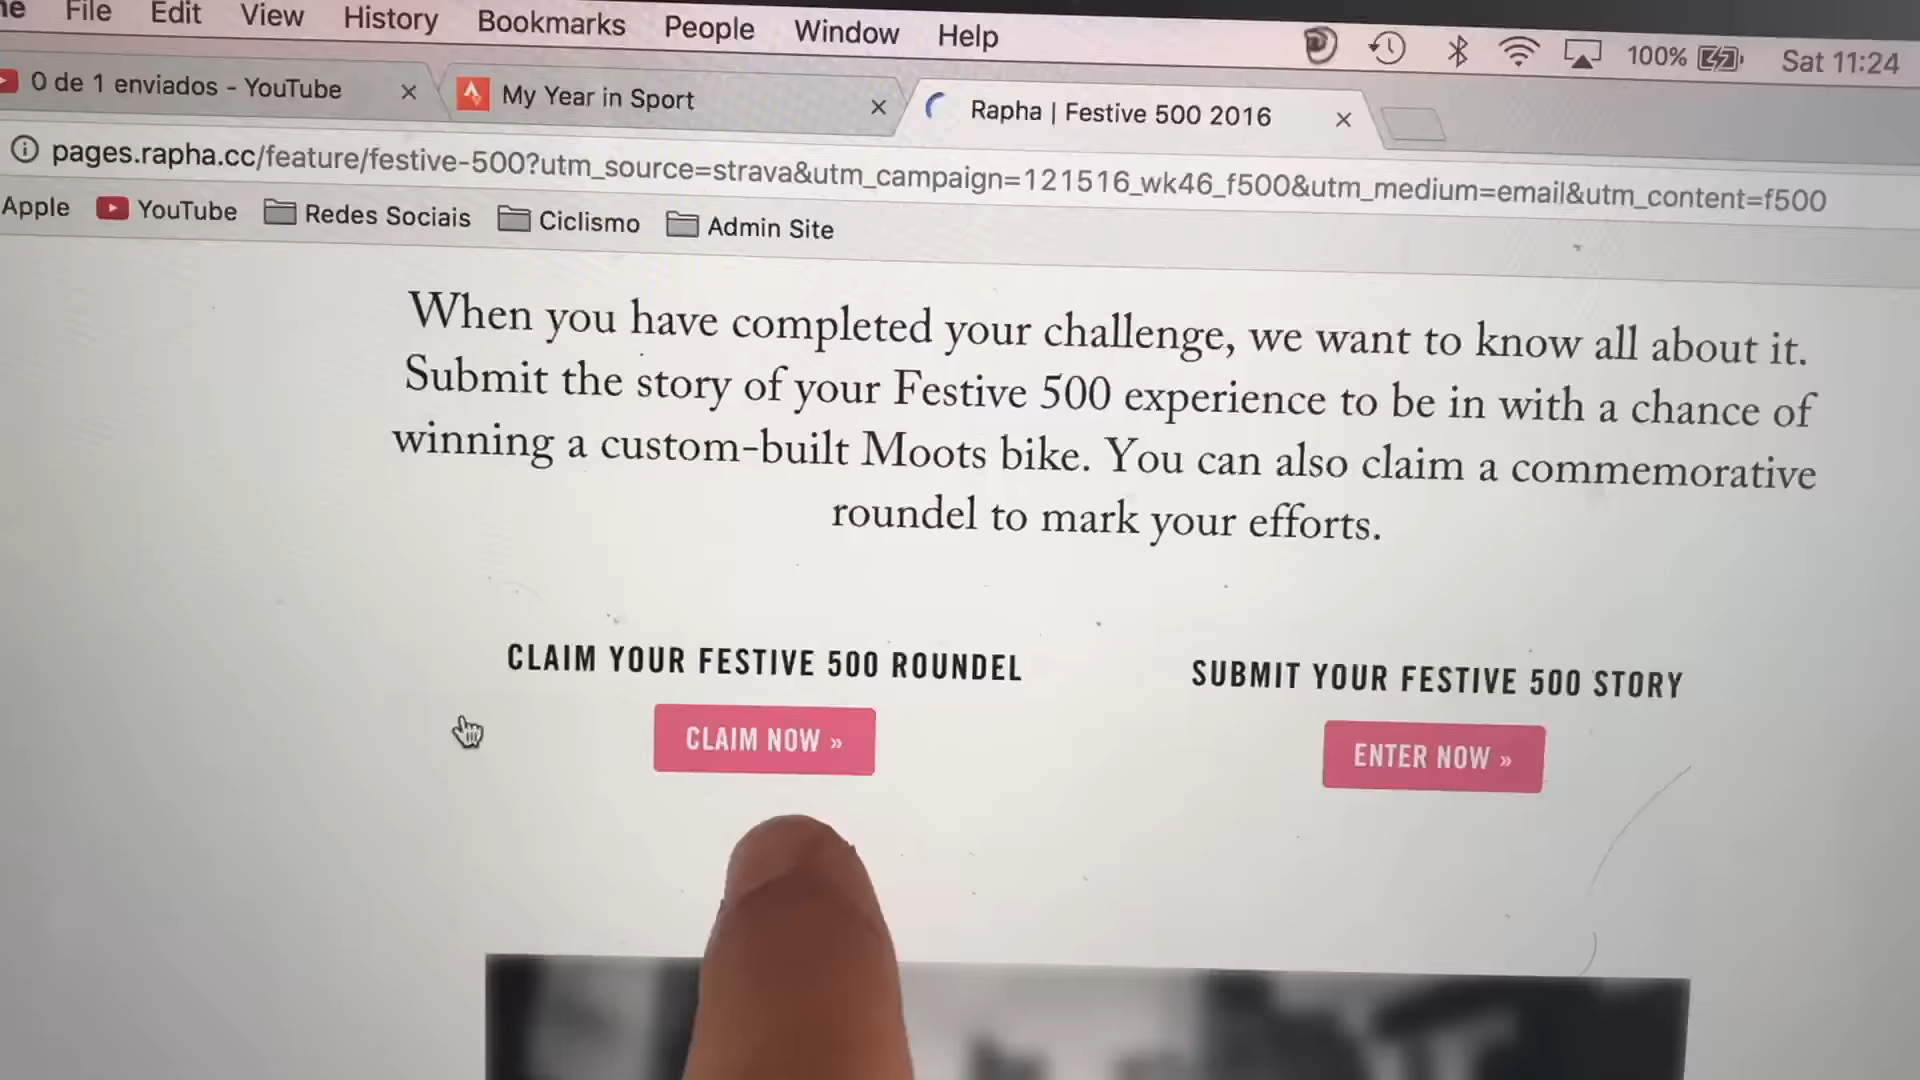 File Edit View History Bookmarks People Window Help 100% Sat 11:24
0 de 1 enviados - YouTube My Year in Sport Rapha | Festive 500 2016
pages.rapha.cc/feature/festive-500?utm_source=strava&utm_campaign=121516_wk46_f500&utm_medium=email&utm_content=f500
Apple YouTube Redes Sociais Ciclismo Admin Site
When you have completed your challenge, we want to know all about it.
Submit the story of your Festive 500 experience to be in with a chance of
winning a custom-built Moots bike. You can also claim a commemorative
roundel to mark your efforts.
CLAIM YOUR FESTIVE 500 ROUNDEL
CLAIM NOW »
SUBMIT YOUR FESTIVE 500 STORY
ENTER NOW »